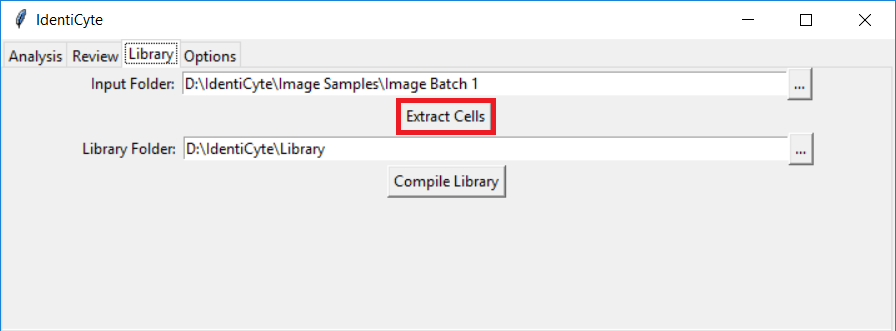 IdentiCyte
Analysis Review Library Options
Input Folder: D:\IdentiCyte\Image Samples\Image Batch 1 ...
Extract Cells
Library Folder: D:\IdentiCyte\Library ...
Compile Library